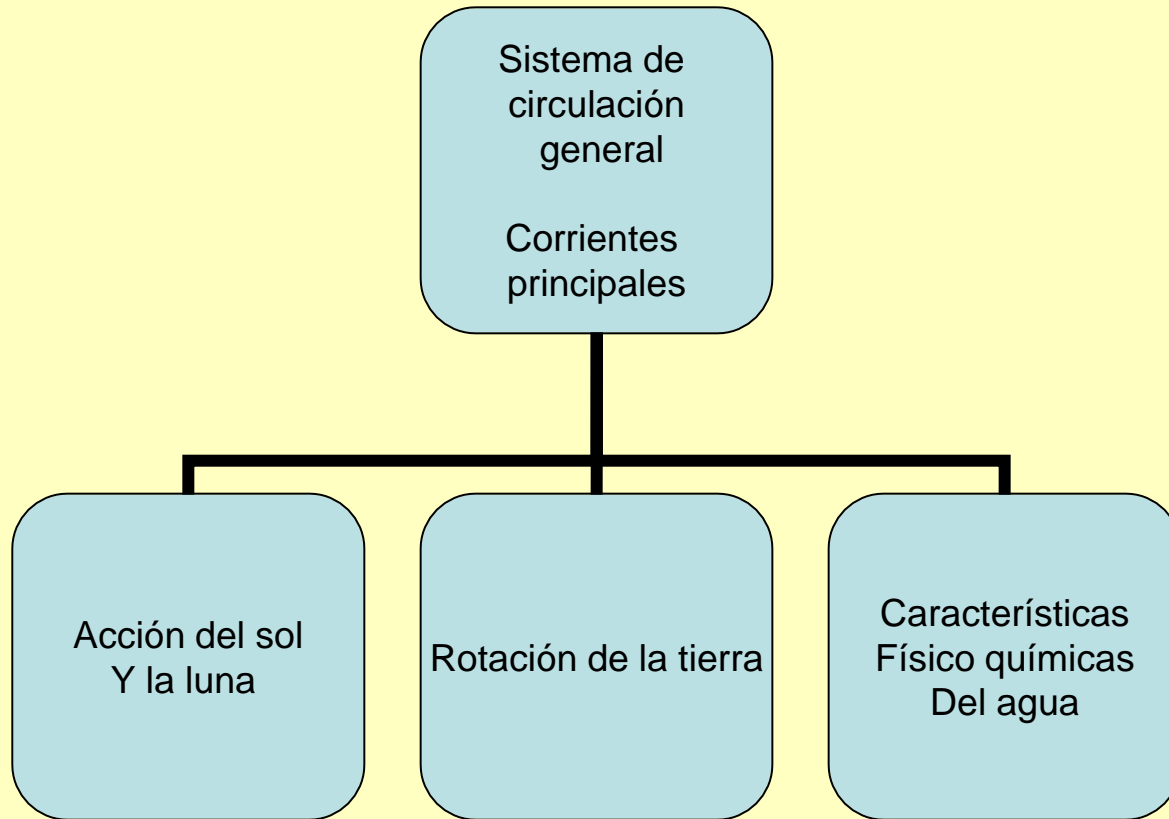 Sistema de
circulación
general
Corrientes
principales
Acción del sol
Y la luna
Rotación de la tierra
Características
Físico químicas
Del agua